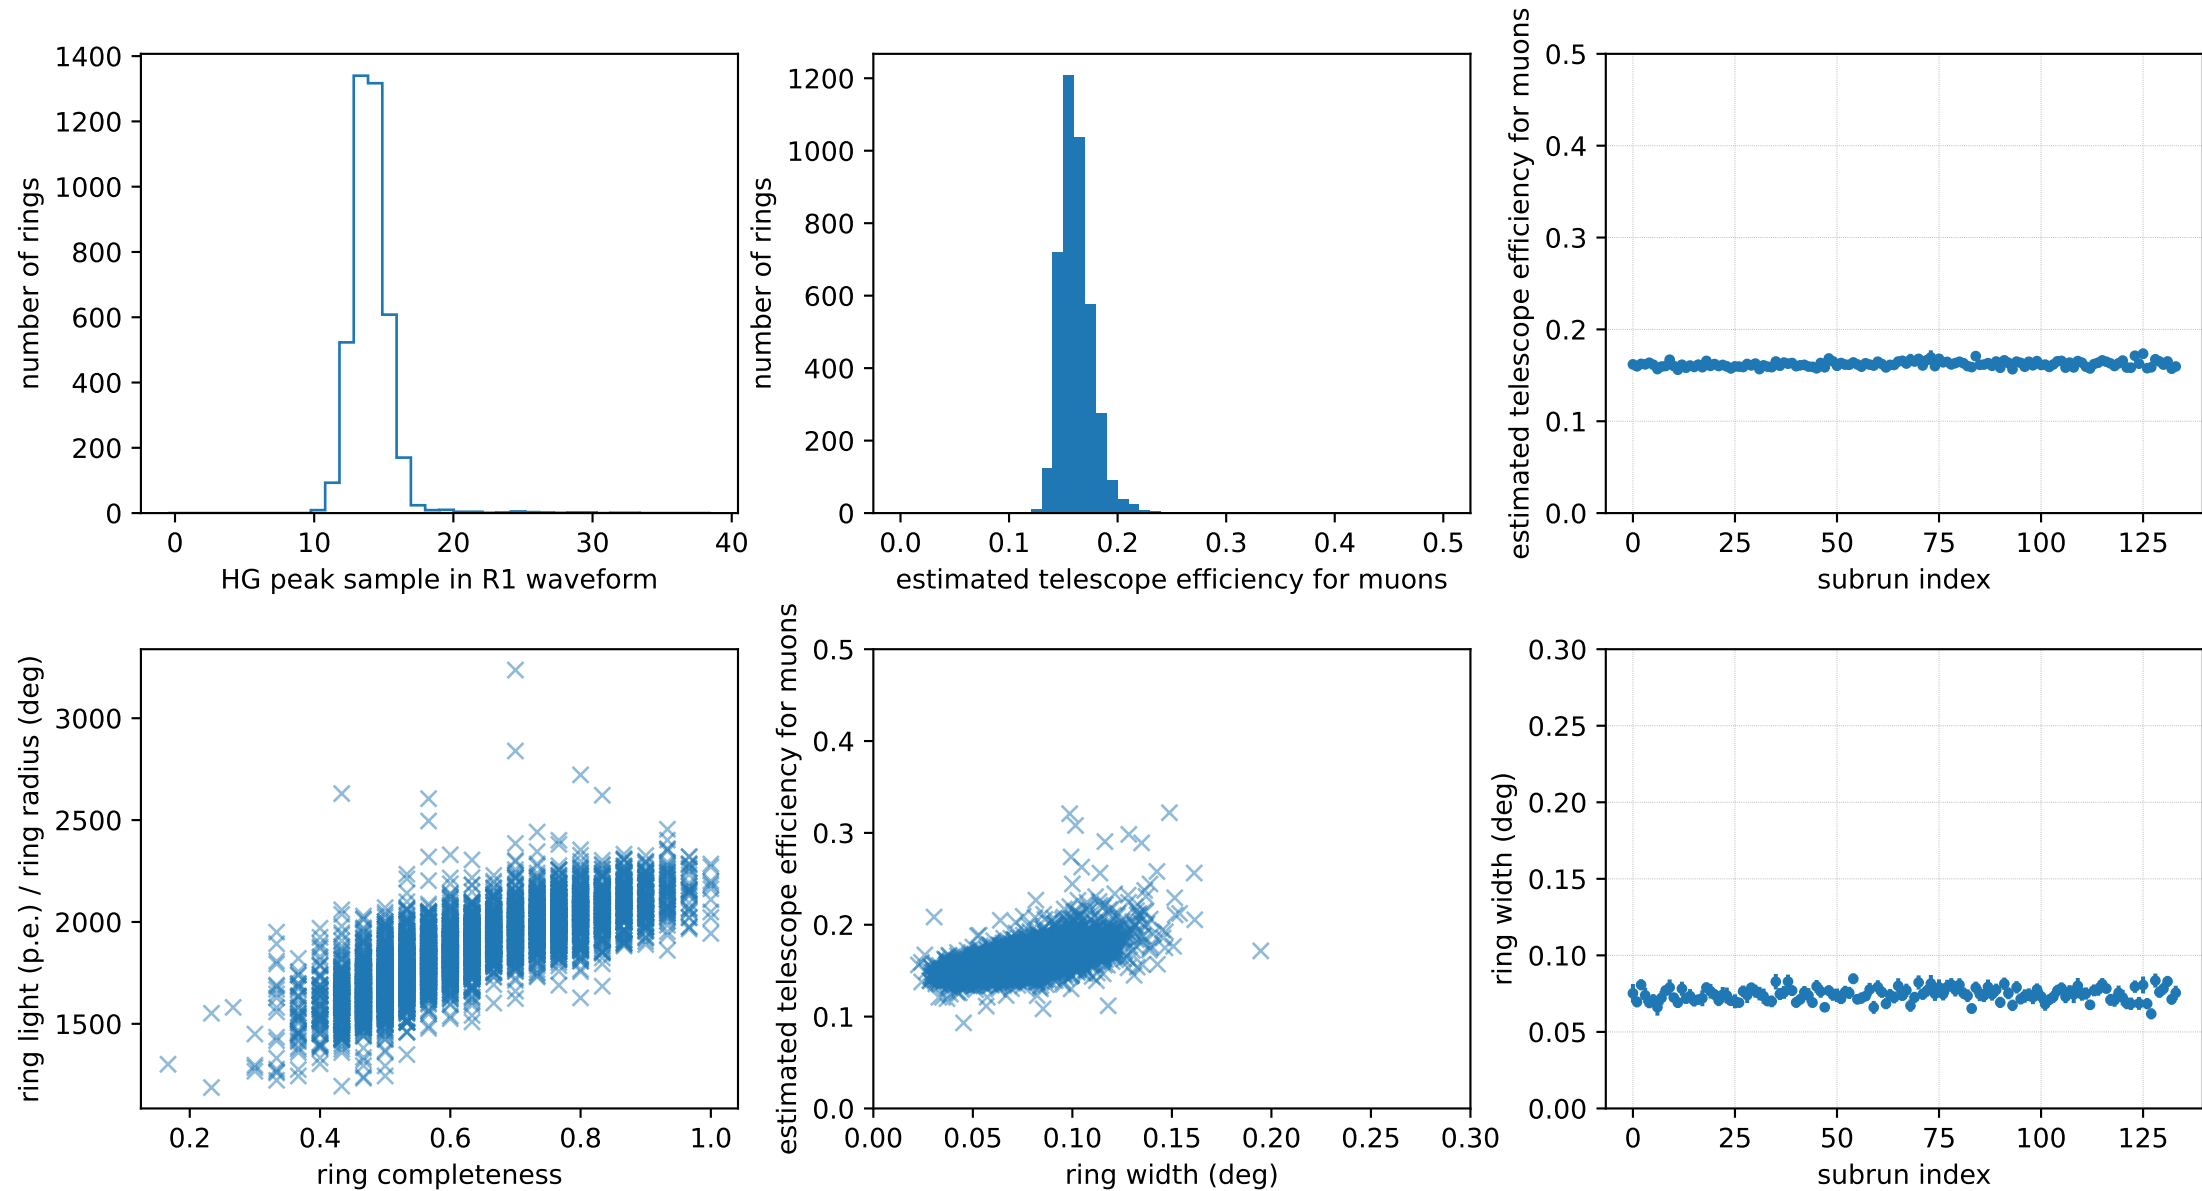 1400
1200
1000
800
600
400
200
0
number of rings
0 10 20 30 40
HG peak sample in R1 waveform
1200
1000
800
600
400
200
0
number of rings
0.0 0.1 0.2 0.3 0.4 0.5
estimated telescope efficiency for muons
0.5
0.4
0.3
0.2
0.1
0.0
estimated telescope efficiency for muons
0 25 50 75 100 125
subrun index
3000
2500
2000
1500
ring light (p.e.) / ring radius (deg)
0.2 0.4 0.6 0.8 1.0
ring completeness
0.5
0.4
0.3
0.2
0.1
0.0
estimated telescope efficiency for muons
0.00 0.05 0.10 0.15 0.20 0.25 0.30
ring width (deg)
0.30
0.25
0.20
0.15
0.10
0.05
0.00
ring width (deg)
0 25 50 75 100 125
subrun index